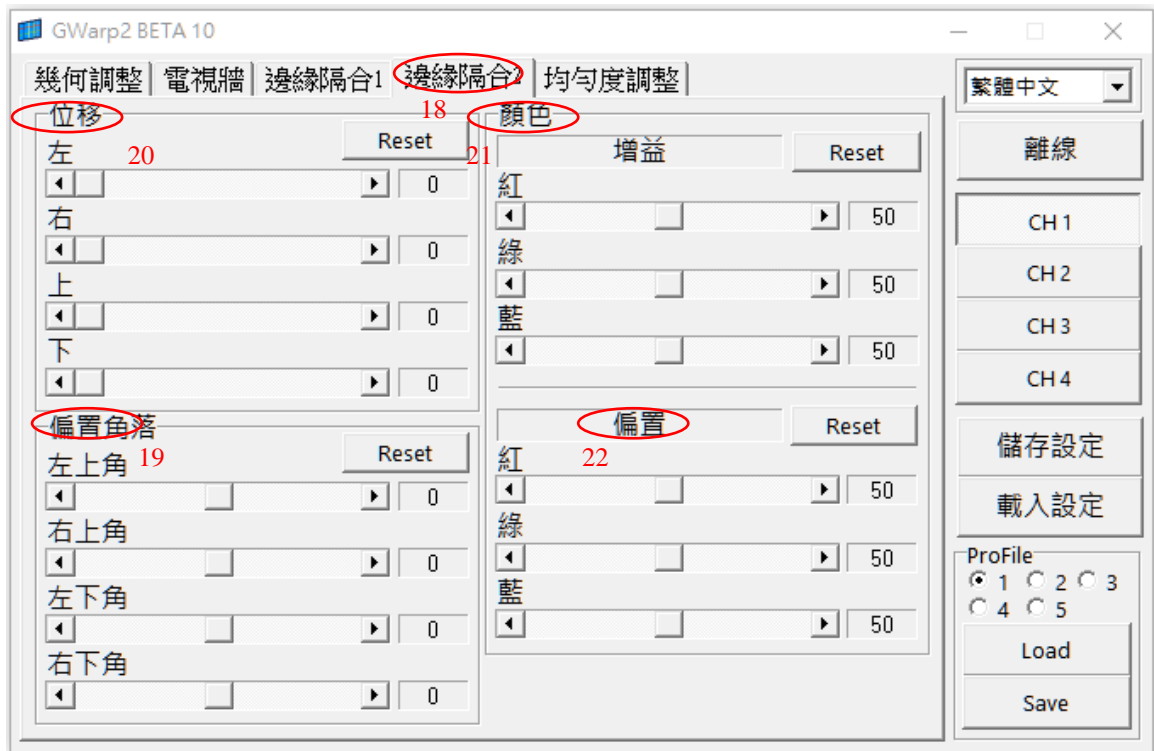 GWarp2 BETA 10
幾何調整 電視牆 邊緣隔合1 邊緣隔合2 均勻度調整
18
繁體中文
離線
CH 1
CH 2
CH 3
CH 4
儲存設定
載入設定
ProFile
1 2 3
4 5
Load
Save
位移
Reset
20
左
0
右
0
上
0
下
0
偏置角落
Reset
19
左上角
0
右上角
0
左下角
0
右下角
0
顏色
21
增益 Reset
紅
50
綠
50
藍
50
偏置 Reset
22
紅
50
綠
50
藍
50